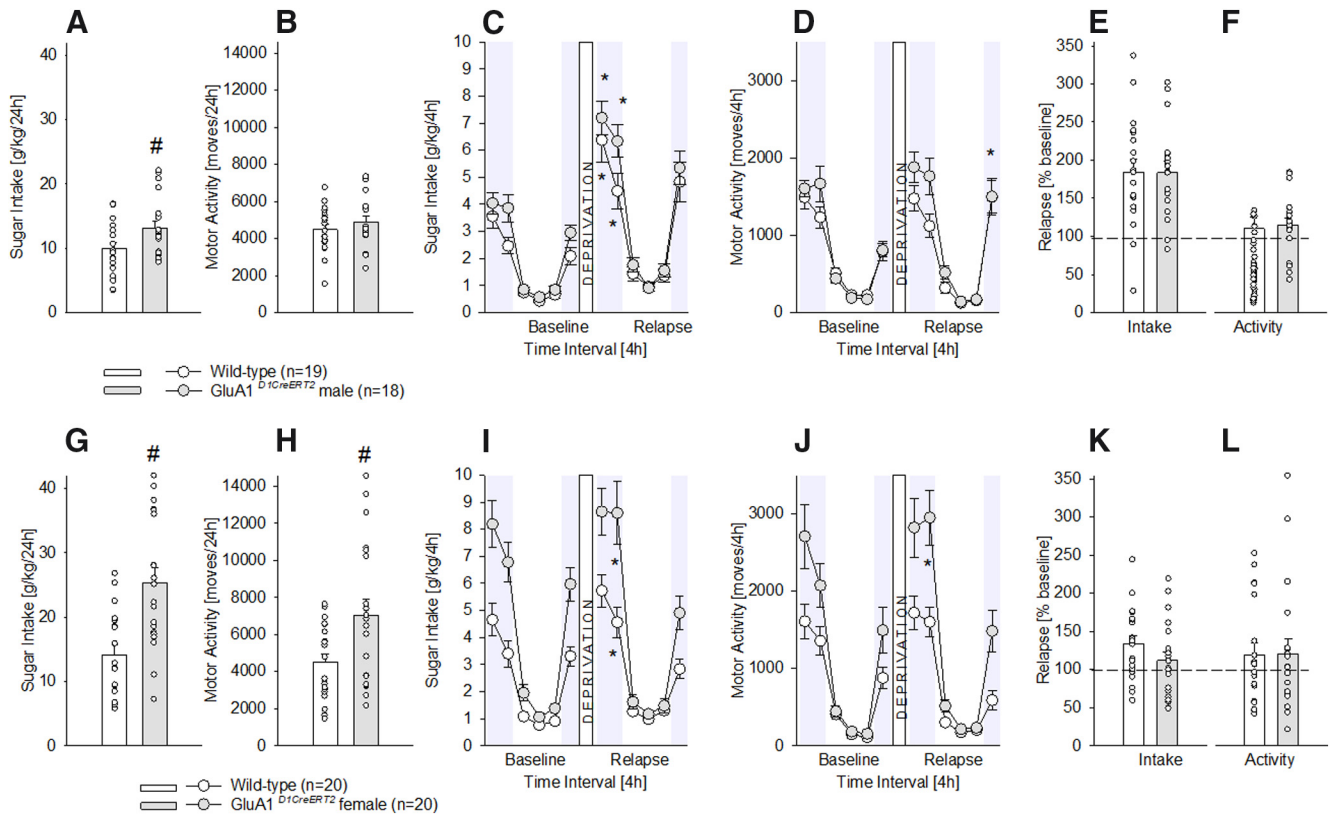 A
B
C
D
E
F
Sugar Intake [g/kg/24h]
40
30
20
10
0
#
Motor Activity [moves/24h]
14000
12000
10000
8000
6000
4000
2000
0
Sugar Intake [g/kg/4h]
10
9
8
7
6
5
4
3
2
1
0
DEPRIVATION
*
*
*
*
Baseline
Relapse
Time Interval [4h]
Motor Activity [moves/4h]
3000
2000
1000
0
DEPRIVATION
*
Baseline
Relapse
Time Interval [4h]
Relapse [% baseline]
350
300
250
200
150
100
50
0
Intake
Activity
Wild-type (n=19)
GluA1 D1CreERT2 male (n=18)
G
H
I
J
K
L
Sugar Intake [g/kg/24h]
40
30
20
10
0
#
Motor Activity [moves/24h]
14000
12000
10000
8000
6000
4000
2000
0
#
Sugar Intake [g/kg/4h]
10
9
8
7
6
5
4
3
2
1
0
DEPRIVATION
*
*
Baseline
Relapse
Time Interval [4h]
Motor Activity [moves/4h]
3000
2000
1000
0
DEPRIVATION
*
Baseline
Relapse
Time Interval [4h]
Relapse [% baseline]
350
300
250
200
150
100
50
0
Intake
Activity
Wild-type (n=20)
GluA1 D1CreERT2 female (n=20)